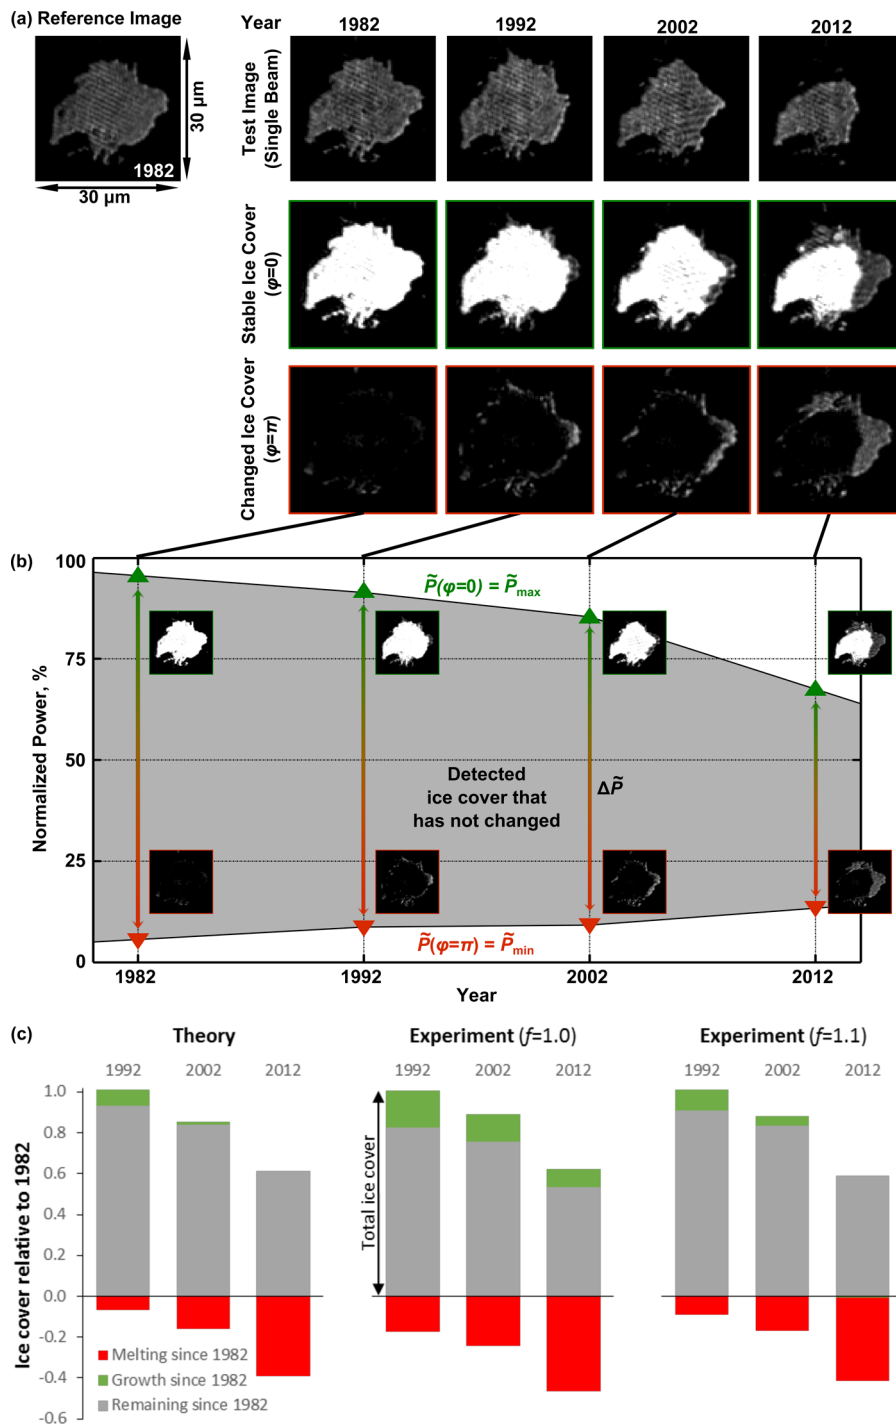 (a) Reference Image
1982
30 µm
30 µm
Year
1982
1992
2002
2012
Test Image
(Single Beam)
Stable Ice Cover
(φ=0)
Changed Ice Cover
(φ=π)
(b)
100
75
50
25
0
Normalized Power, %
P̃(φ=0) = P̃max
Detected
ice cover that
has not changed
ΔP̃
P̃(φ=π) = P̃min
1982
1992
2002
2012
Year
(c)
Theory
Experiment (f=1.0)
Experiment (f=1.1)
1992
2002
2012
1992
2002
2012
1992
2002
2012
Ice cover relative to 1982
1.0
0.8
0.6
0.4
0.2
0.0
-0.2
-0.4
-0.6
Total ice cover
Melting since 1982
Growth since 1982
Remaining since 1982